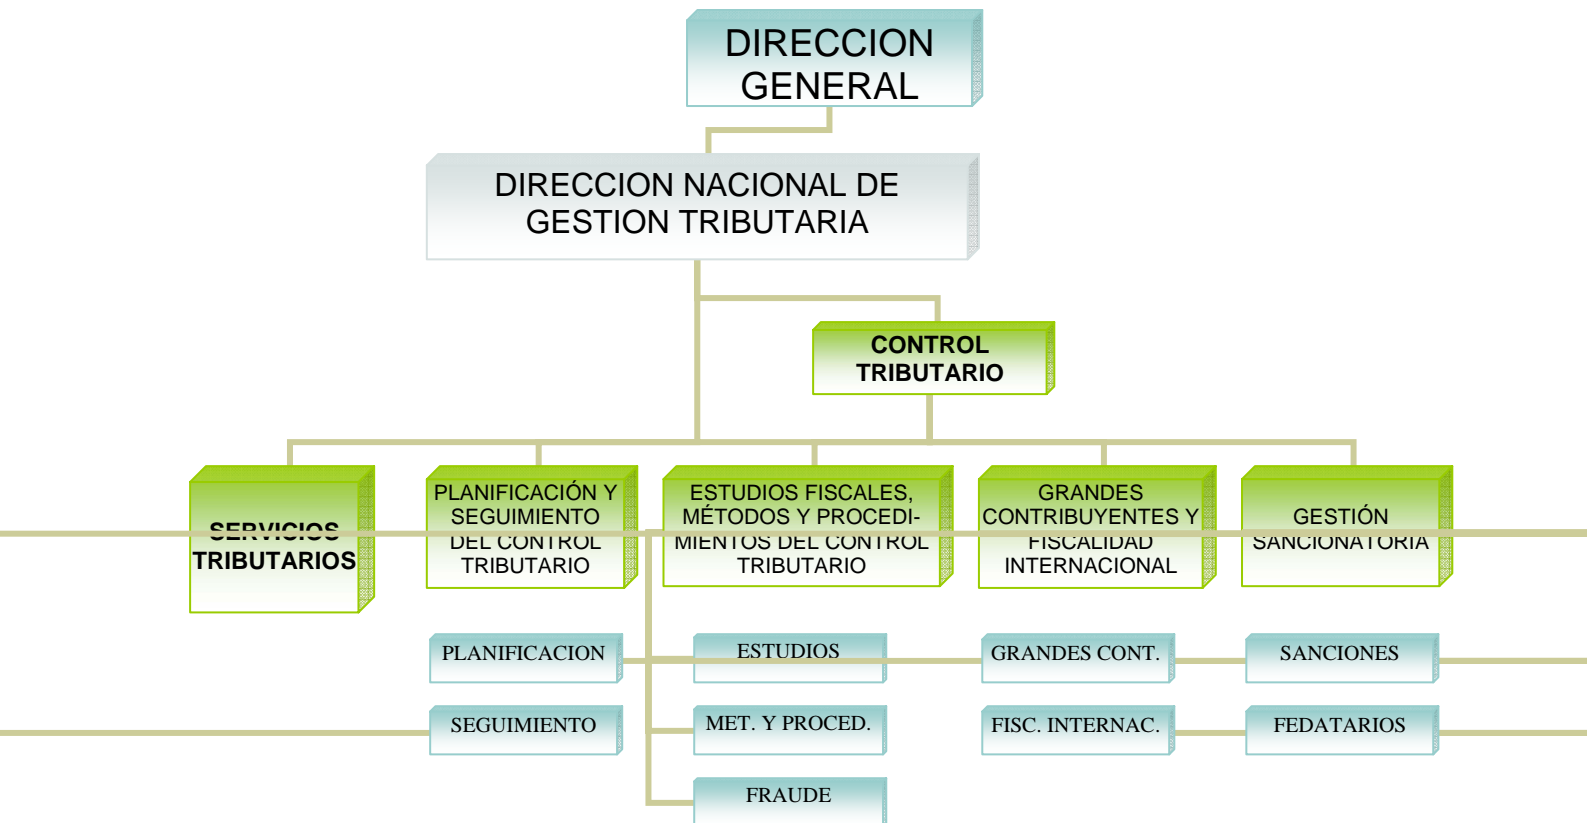 DIRECCION
GENERAL
DIRECCION NACIONAL DE
GESTION TRIBUTARIA
CONTROL
TRIBUTARIO
SERVICIOS
TRIBUTARIOS
PLANIFICACIÓN Y
SEGUIMIENTO
DEL CONTROL
TRIBUTARIO
ESTUDIOS FISCALES,
MÉTODOS Y PROCEDI-
MIENTOS DEL CONTROL
TRIBUTARIO
GRANDES
CONTRIBUYENTES Y
FISCALIDAD
INTERNACIONAL
GESTIÓN
SANCIONATORIA
PLANIFICACION
ESTUDIOS
GRANDES CONT.
SANCIONES
SEGUIMIENTO
MET. Y PROCED.
FISC. INTERNAC.
FEDATARIOS
FRAUDE